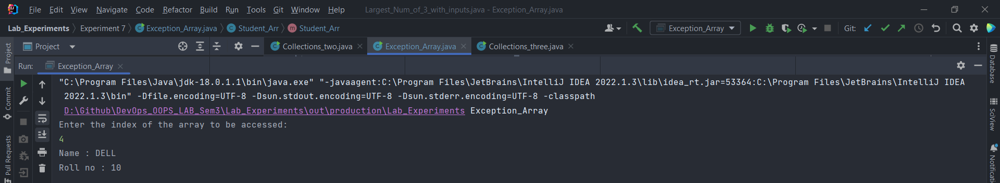 File Edit View Navigate Code Refactor Build Run Tools Git Window Help Largest_Num_of_3_with_inputs.java - Exception_Array.java
Lab_Experiments Experiment 7 Exception_Array.java Student_Arr Student_Arr Exception_Array Git:
Project Collections_two.java Exception_Array.java Collections_three.java
Run: Exception_Array
"C:\Program Files\Java\jdk-18.0.1.1\bin\java.exe" "-javaagent:C:\Program Files\JetBrains\IntelliJ IDEA 2022.1.3\lib\idea_rt.jar=53364:C:\Program Files\JetBrains\IntelliJ IDEA
2022.1.3\bin" -Dfile.encoding=UTF-8 -Dsun.stdout.encoding=UTF-8 -Dsun.stderr.encoding=UTF-8 -classpath
D:\Github\DevOps_OOPS_LAB_Sem3\Lab_Experiments\out\production\Lab_Experiments Exception_Array
Enter the index of the array to be accessed:
4
Name : DELL
Roll no : 10
Project
Commit
Pull Requests
Database
SciView